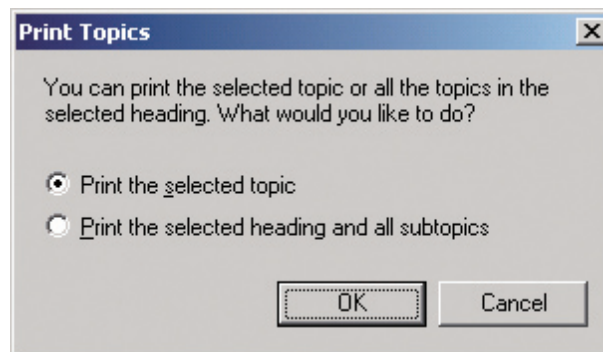 Print Topics
You can print the selected topic or all the topics in the
selected heading. What would you like to do?
Print the selected topic
Print the selected heading and all subtopics
OK
Cancel